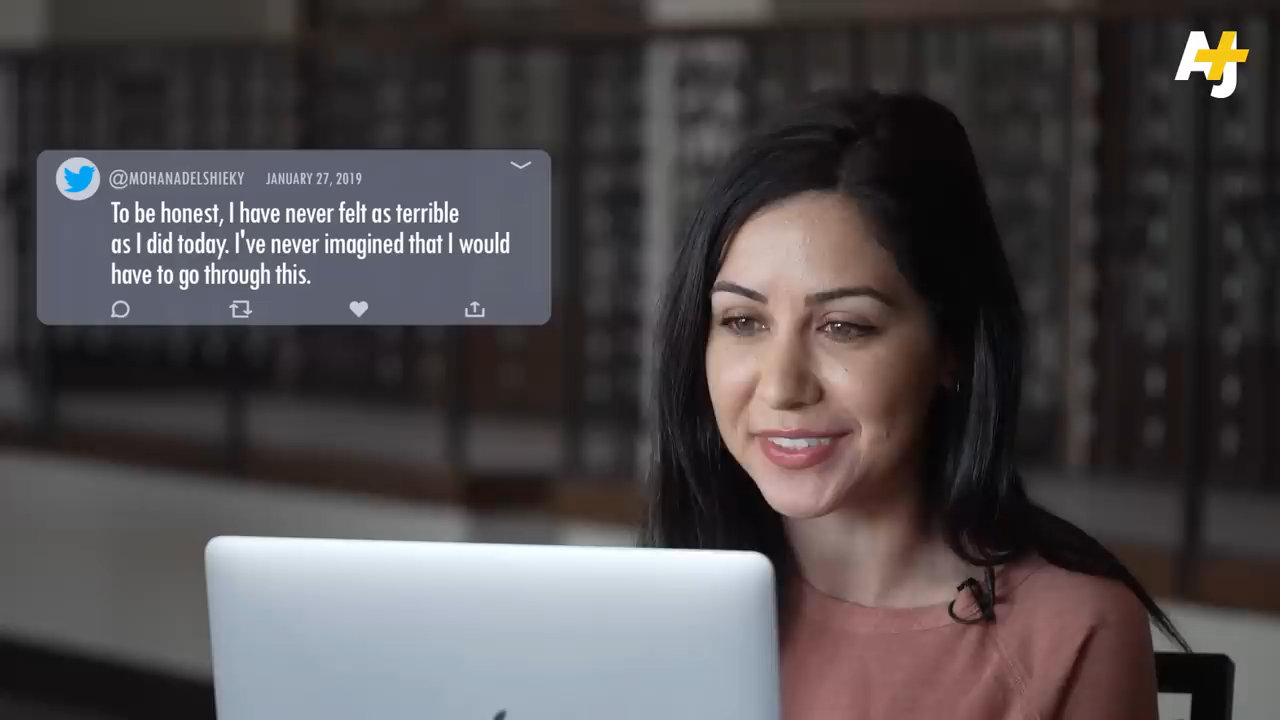 AJ+
@MOHANADELSHIEKY JANUARY 27, 2019
To be honest, I have never felt as terrible
as I did today. I've never imagined that I would
have to go through this.